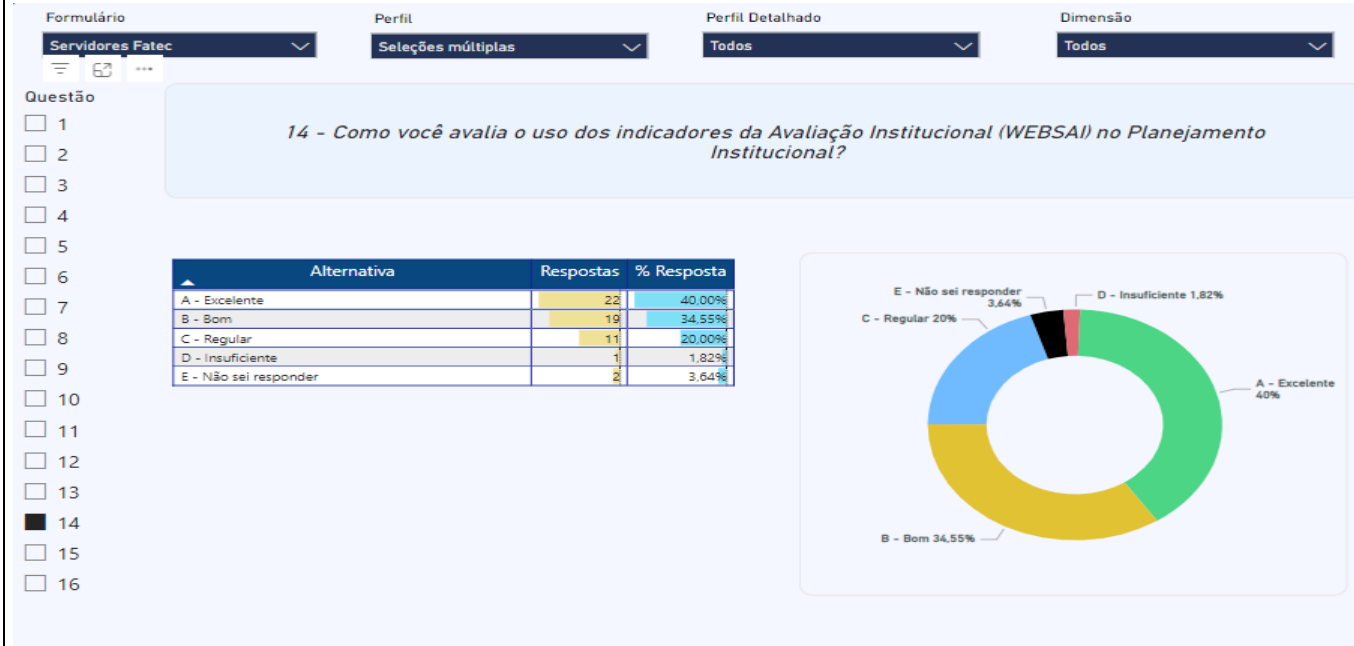 Formulário
Perfil
Perfil Detalhado
Dimensão
Servidores Fatec
Seleções múltiplas
Todos
Todos
Questão
1
2
3
4
5
6
7
8
9
10
11
12
13
14
15
16
14 - Como você avalia o uso dos indicadores da Avaliação Institucional (WEBSAI) no Planejamento
Institucional?
Alternativa Respostas % Resposta
A - Excelente 22 40,00%
B - Bom 19 34,55%
C - Regular 11 20,00%
D - Insuficiente 1 1,82%
E - Não sei responder 2 3,64%
E - Não sei responder
3,64%
D - Insuficiente 1,82%
C - Regular 20%
A - Excelente
40%
B - Bom 34,55%